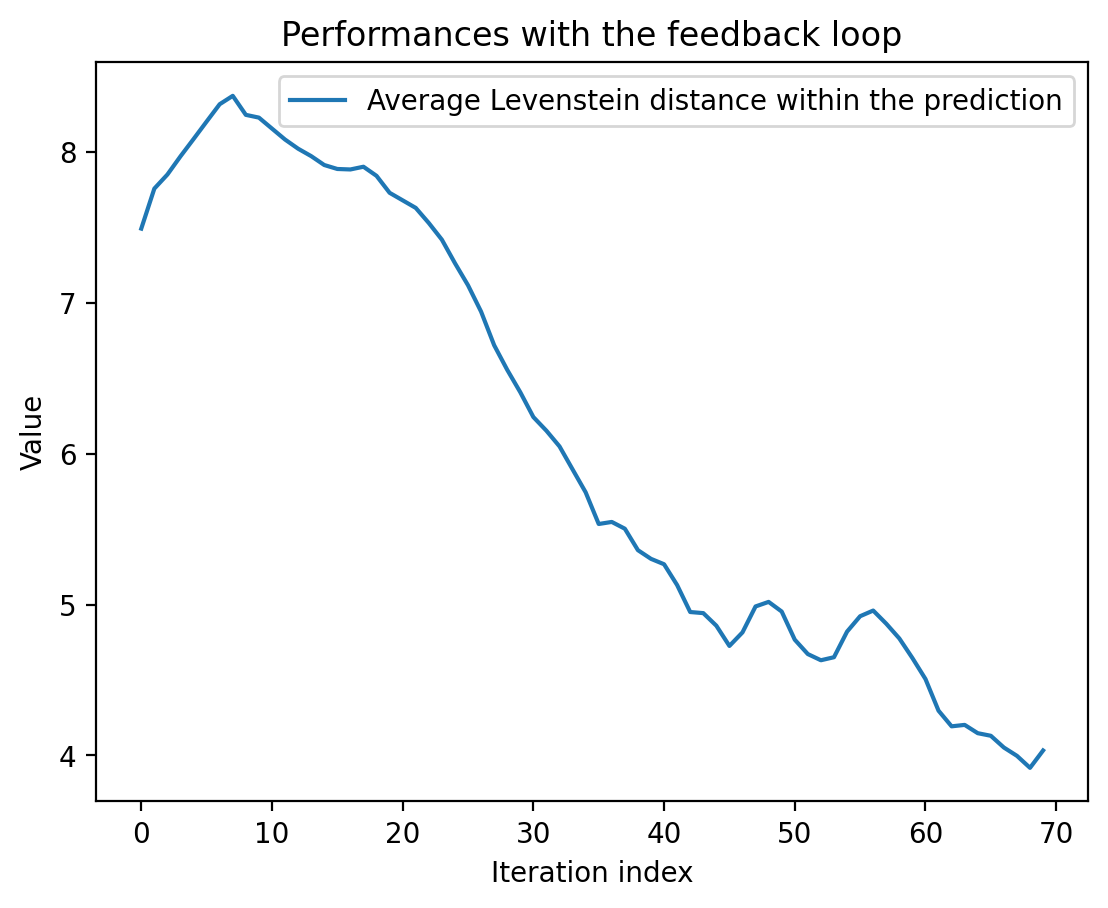 Performances with the feedback loop
Average Levenstein distance within the prediction
8
7
6
5
4
Value
0 10 20 30 40 50 60 70
Iteration index